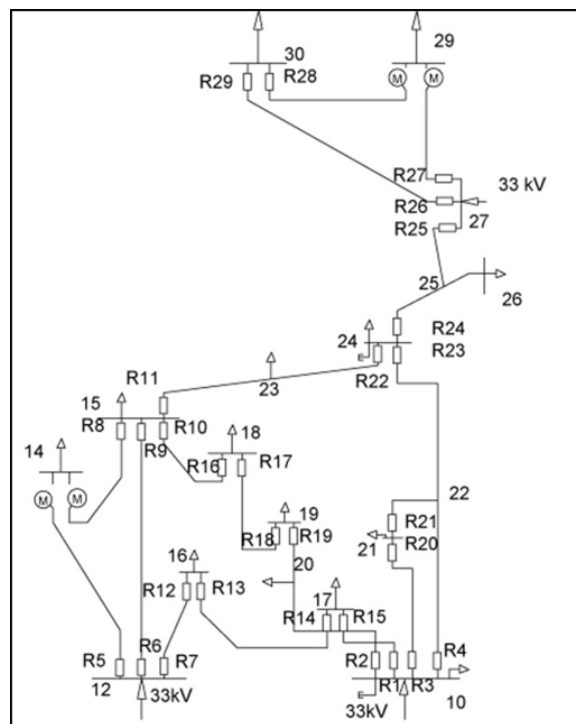 29
30
R29 R28
M M
R27
33 kV
R26
27
R25
25
26
R24
24
R23
R22
23
R11
15
R8 R10
R9
14
18
R16 R17
M M
22
19
R21
R18 R19
R20
21
16
20
R12 R13
17
R14 R15
R6
R5 R7
R4
R2
R1 R3
12
33kV
10
33kV